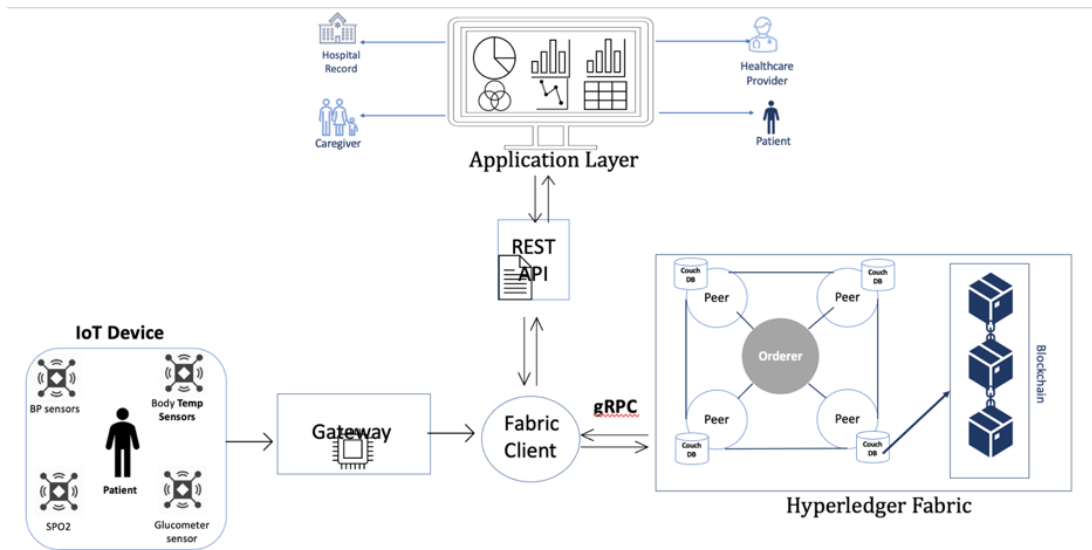 Hospital
Record
Healthcare
Provider
Caregiver
Patient
Application Layer
REST
API
IoT Device
BP sensors
Body Temp
Sensors
Patient
SPO2
Glucometer
sensor
Gateway
Fabric
Client
gRPC
Couch
DB
Peer
Couch
DB
Peer
Orderer
Peer
Couch
DB
Peer
Couch
DB
Blockchain
Hyperledger Fabric